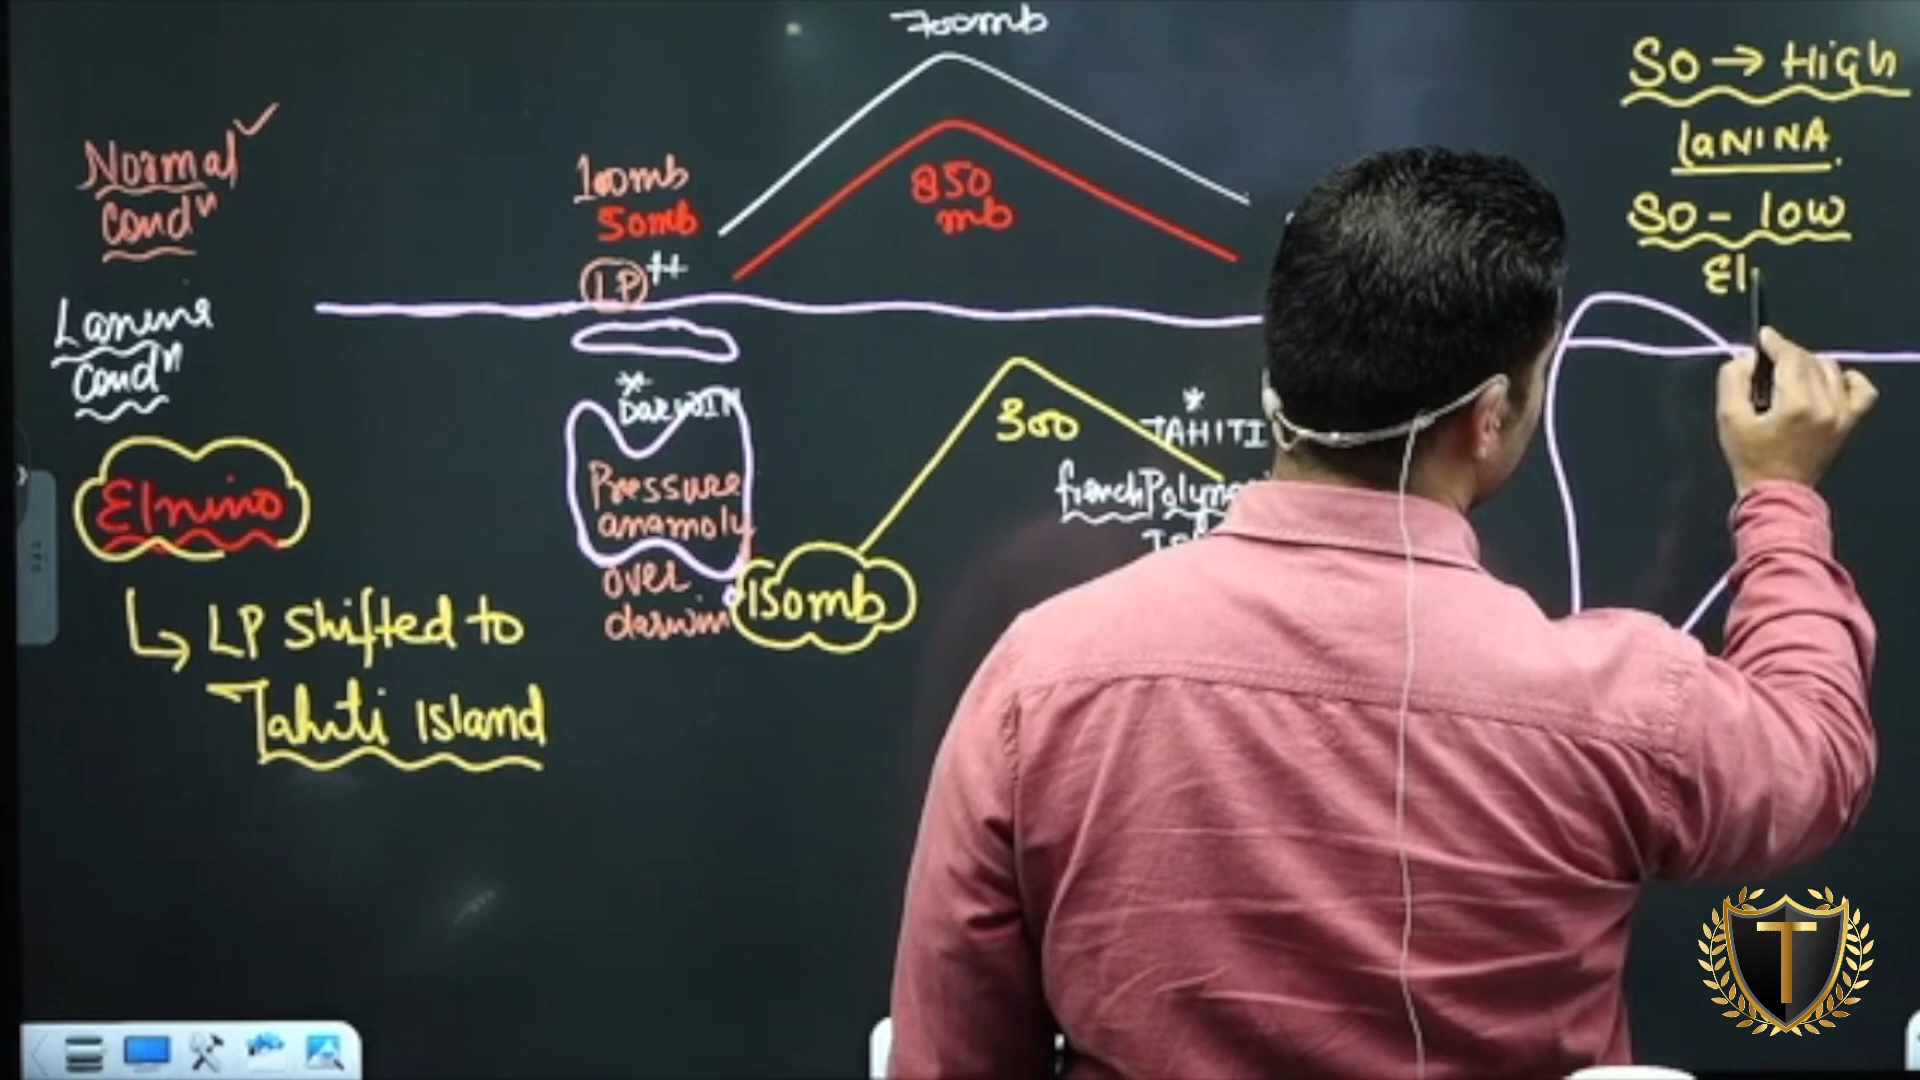 700mb
SO → High
LANINA.
SO - low
El
Normal ✓
Condⁿ
100mb
50mb
LP ++
850
mb
Lanina
Condⁿ
* DARWIN
300
* TAHITI
Elnino
Pressure
anamoly
over
darwin
french
150mb
↳ LP Shifted to
Tahiti Island
T